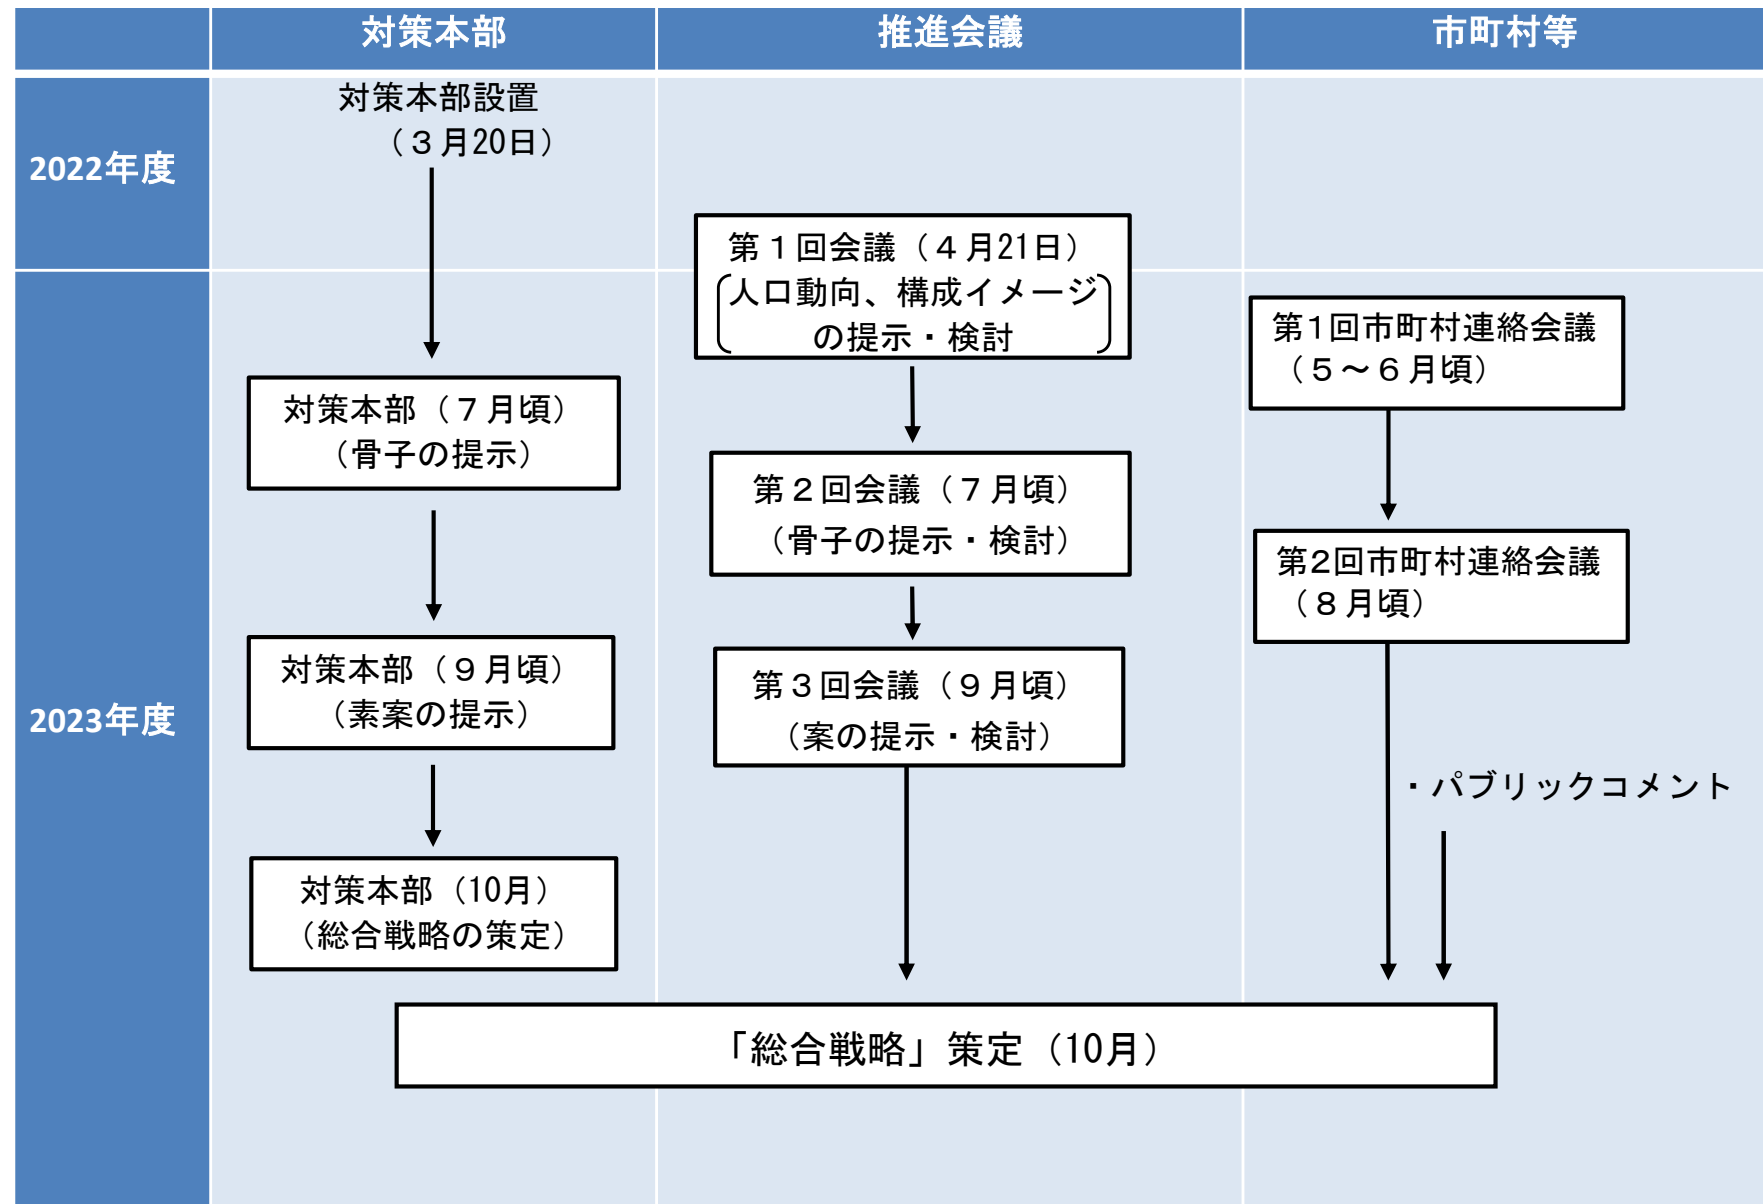 対策本部
推進会議
市町村等
2022年度
対策本部設置
（３月20日）
第１回会議（４月21日）
人口動向、構成イメージ
の提示・検討
2023年度
対策本部（７月頃）
（骨子の提示）
対策本部（９月頃）
（素案の提示）
対策本部（10月）
（総合戦略の策定）
第２回会議（７月頃）
（骨子の提示・検討）
第３回会議（９月頃）
（案の提示・検討）
第1回市町村連絡会議
（５～６月頃）
第2回市町村連絡会議
（８月頃）
・パブリックコメント
「総合戦略」策定（10月）